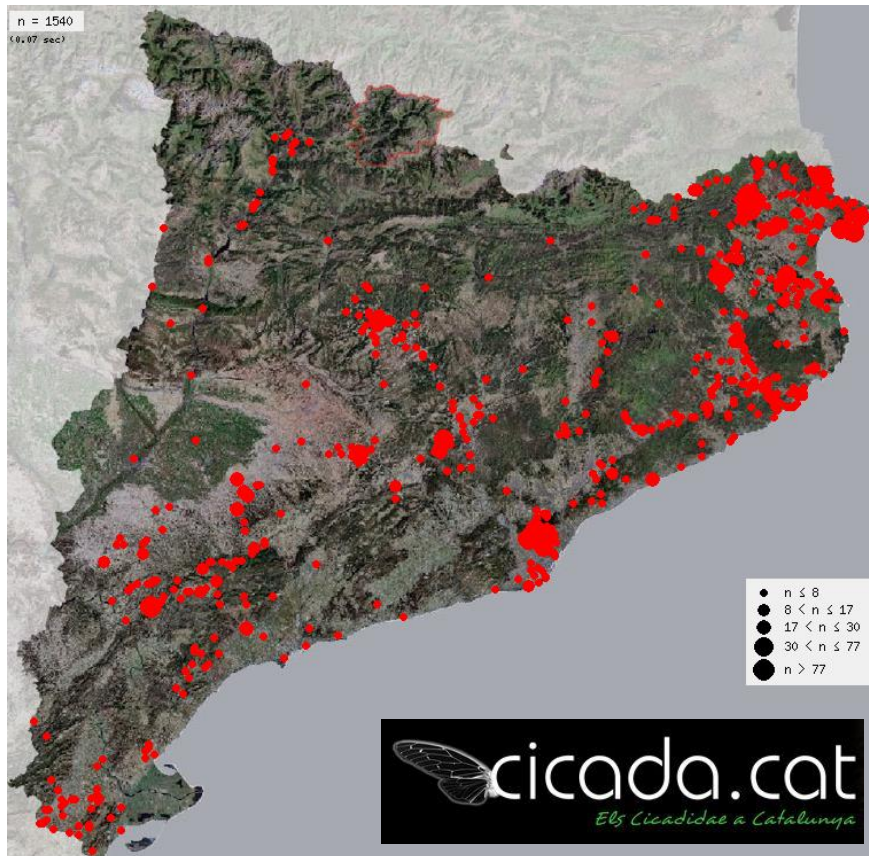 n = 1540
(0.07 sec)
n ≤ 8
8 < n ≤ 17
17 < n ≤ 30
30 < n ≤ 77
n > 77
cicada.cat
Els Cicadidae a Catalunya